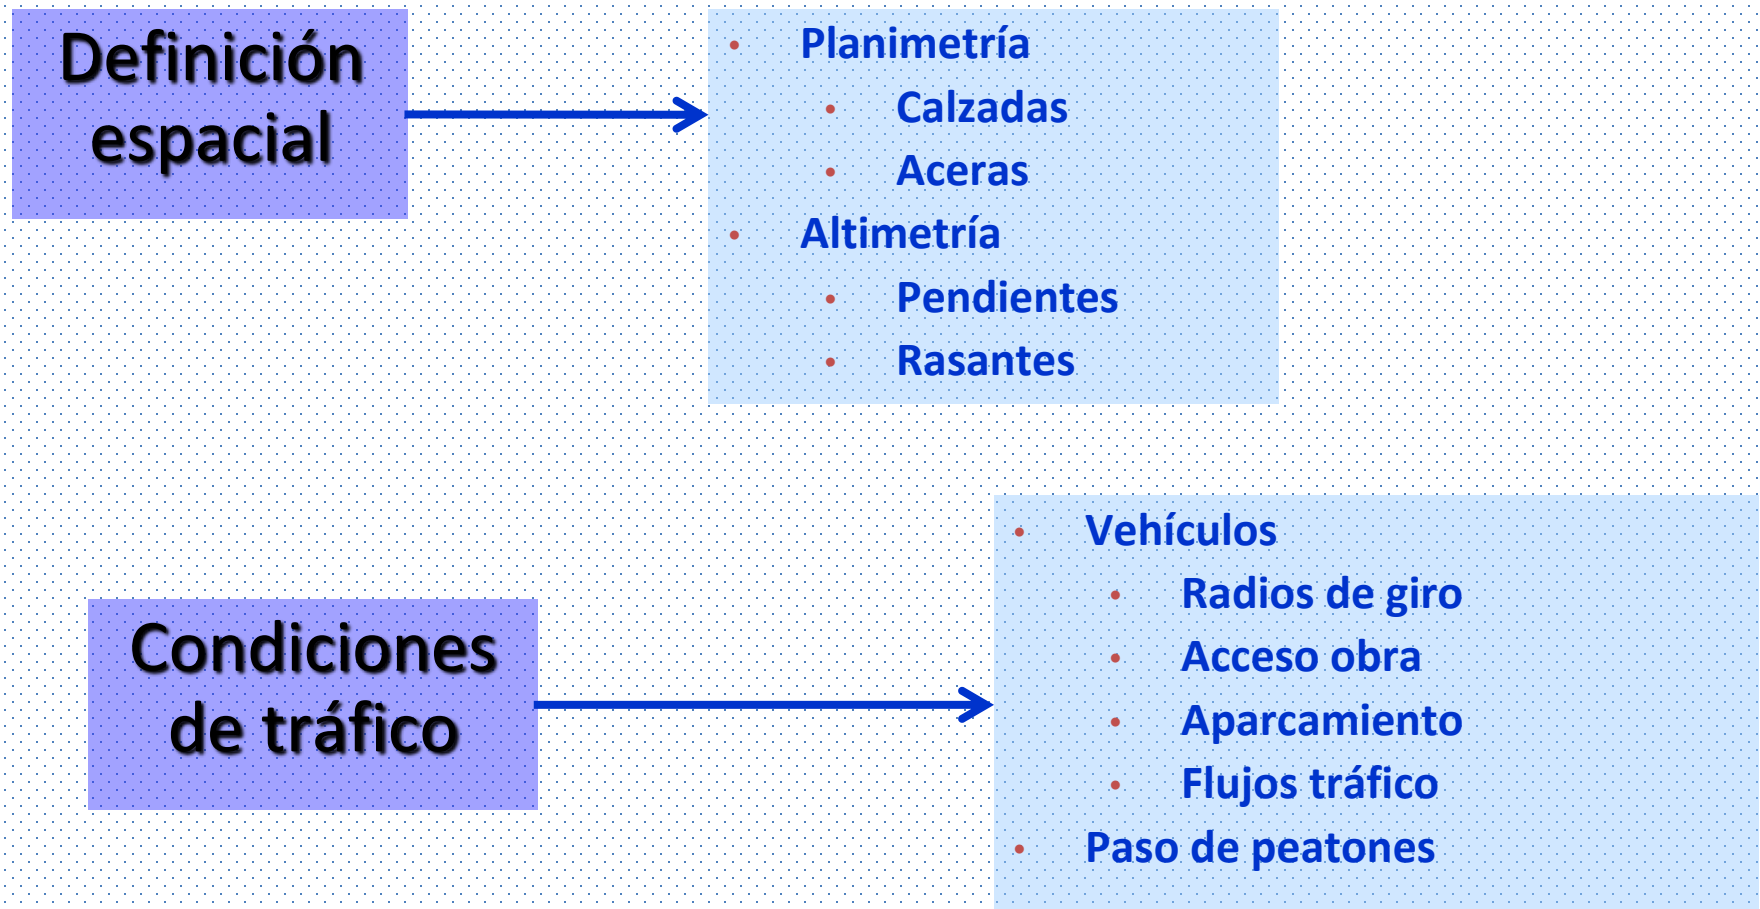 Definición
espacial
• Planimetría
• Calzadas
• Aceras
• Altimetría
• Pendientes
• Rasantes
Condiciones
de tráfico
• Vehículos
• Radios de giro
• Acceso obra
• Aparcamiento
• Flujos tráfico
• Paso de peatones